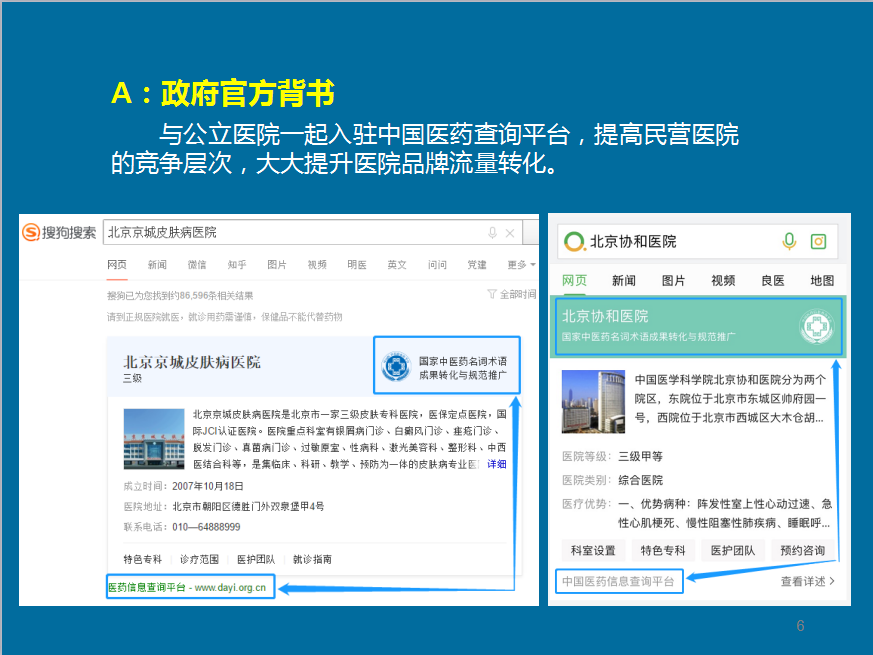 A：政府官方背书
与公立医院一起入驻中国医药查询平台，提高民营医院
的竞争层次，大大提升医院品牌流量转化。
搜狗搜索
北京京城皮肤病医院
网页 新闻 微信 知乎 图片 视频 明医 英文 问问 党建 更多
搜狗已为您找到约86,596条相关结果
全部时间
请到正规医院就医，就诊用药需谨慎，保健品不能代替药物
北京京城皮肤病医院
三级
国家中医药名词术语
成果转化与规范推广
北京京城皮肤病医院是北京市一家三级皮肤专科医院，医保定点医院，国
际JCI认证医院。医院重点科室有银屑病门诊、白癜风门诊、痤疮门诊、
脱发门诊、真菌病门诊、过敏原室、性病科、激光美容科、整形科、中西
医结合科等，是集临床、科研、教学、预防为一体的皮肤病专业医 详细
成立时间：2007年10月18日
医院地址：北京市朝阳区德胜门外双泉堡甲4号
联系电话：010—64888999
特色专科 诊疗范围 医护团队 就诊指南
医药信息查询平台 - www.dayi.org.cn
北京协和医院
网页 新闻 图片 视频 良医 地图
北京协和医院
国家中医药名词术语成果转化与规范推广
中国医学科学院北京协和医院分为两个
院区，东院位于北京市东城区帅府园一
号，西院位于北京市西城区大木仓胡...
医院等级：三级甲等
医院类别：综合医院
医疗优势：一、优势病种：阵发性室上性心动过速、急
性心肌梗死、慢性阻塞性肺疾病、睡眠呼...
科室设置 特色专科 医护团队 预约咨询
中国医药信息查询平台
查看详述 >
6